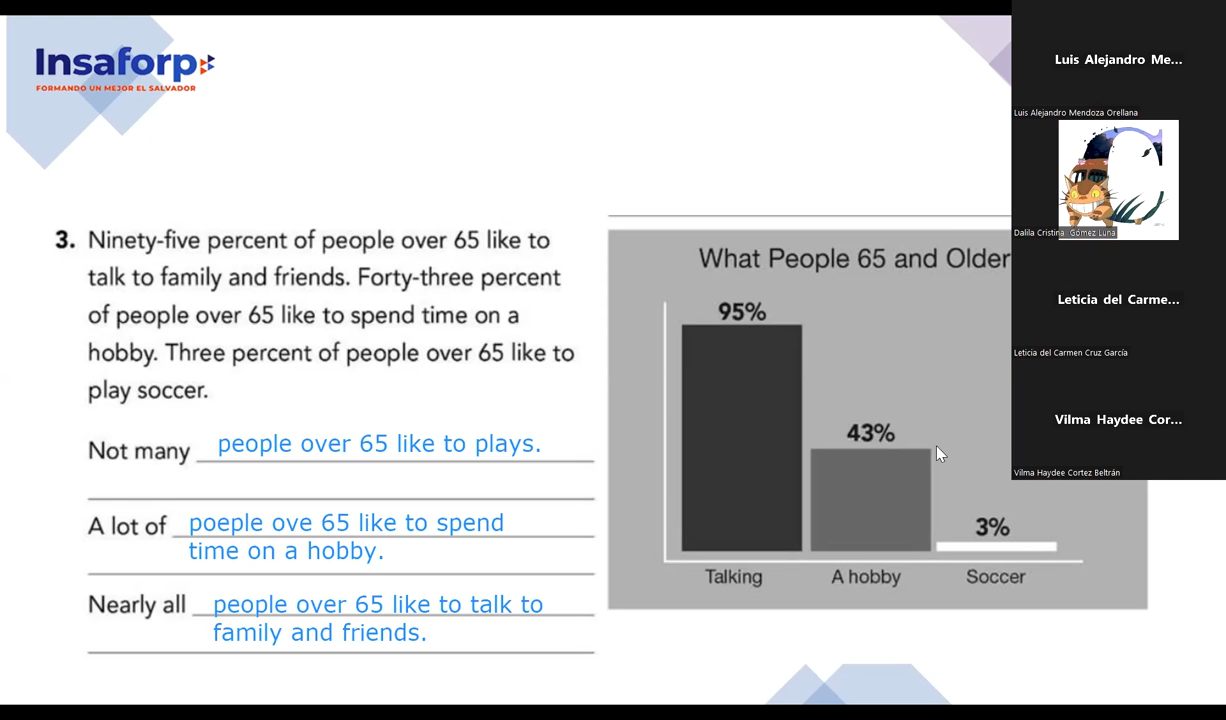 Insaforp
FORMANDO UN MEJOR EL SALVADOR
3. Ninety-five percent of people over 65 like to
talk to family and friends. Forty-three percent
of people over 65 like to spend time on a
hobby. Three percent of people over 65 like to
play soccer.
Not many people over 65 like to plays.
A lot of poeple ove 65 like to spend
time on a hobby.
Nearly all people over 65 like to talk to
family and friends.
What People 65 and Older
95%
43%
3%
Talking A hobby Soccer
Luis Alejandro Me...
Luis Alejandro Mendoza Orellana
Dalila Cristina Gómez Luna
Leticia del Carme...
Leticia del Carmen Cruz García
Vilma Haydee Cor...
Vilma Haydee Cortez Beltrán